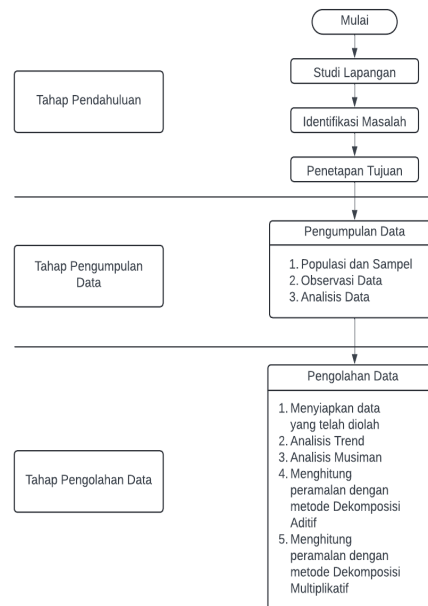 Mulai
Studi Lapangan
Tahap Pendahuluan
Identifikasi Masalah
Penetapan Tujuan
Pengumpulan Data
Tahap Pengumpulan
Data
1. Populasi dan Sampel
2. Observasi Data
3. Analisis Data
Pengolahan Data
Tahap Pengolahan Data
1. Menyiapkan data
yang telah diolah
2. Analisis Trend
3. Analisis Musiman
4. Menghitung
peramalan dengan
metode Dekomposisi
Aditif
5. Menghitung
peramalan dengan
metode Dekomposisi
Multiplikatif